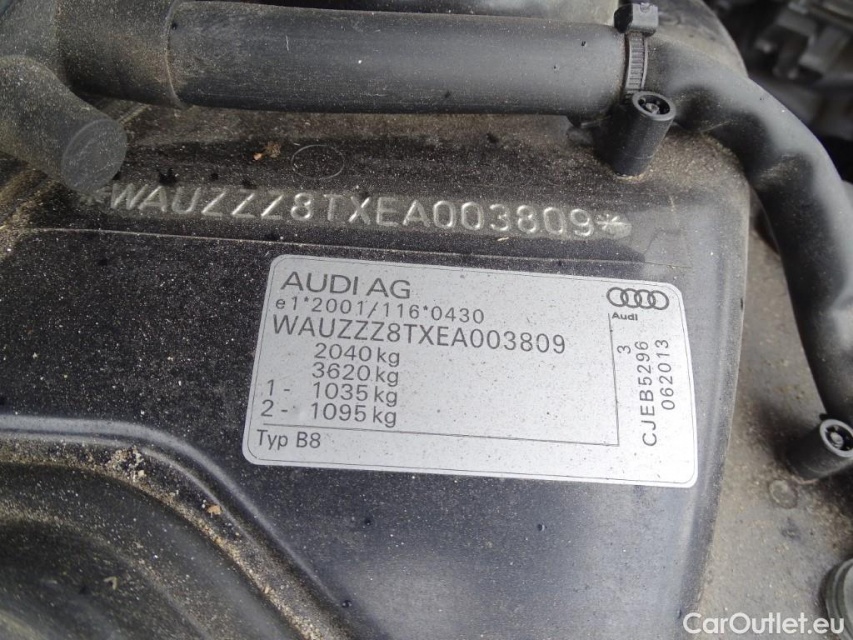 *WAUZZZ8TXEA003809*
AUDI AG
e1*2001/116*0430
WAUZZZ8TXEA003809
2040 kg
3620 kg
1 - 1035 kg
2 - 1095 kg
Typ B8
Audi
3
CJEB5296
062013
CarOutlet.eu